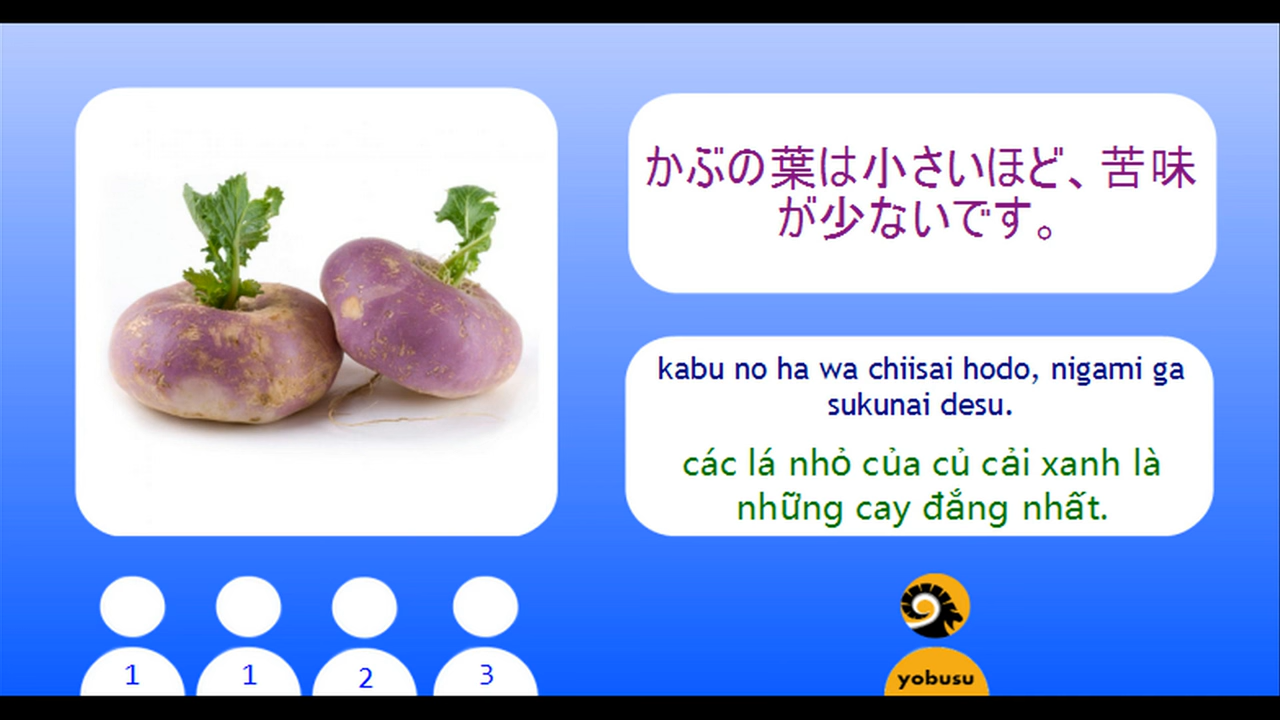 かぶの葉は小さいほど、苦味
が少ないです。
kabu no ha wa chiisai hodo, nigami ga
sukunai desu.
các lá nhỏ của củ cải xanh là
những cay đắng nhất.
1 1 2 3
yobusu